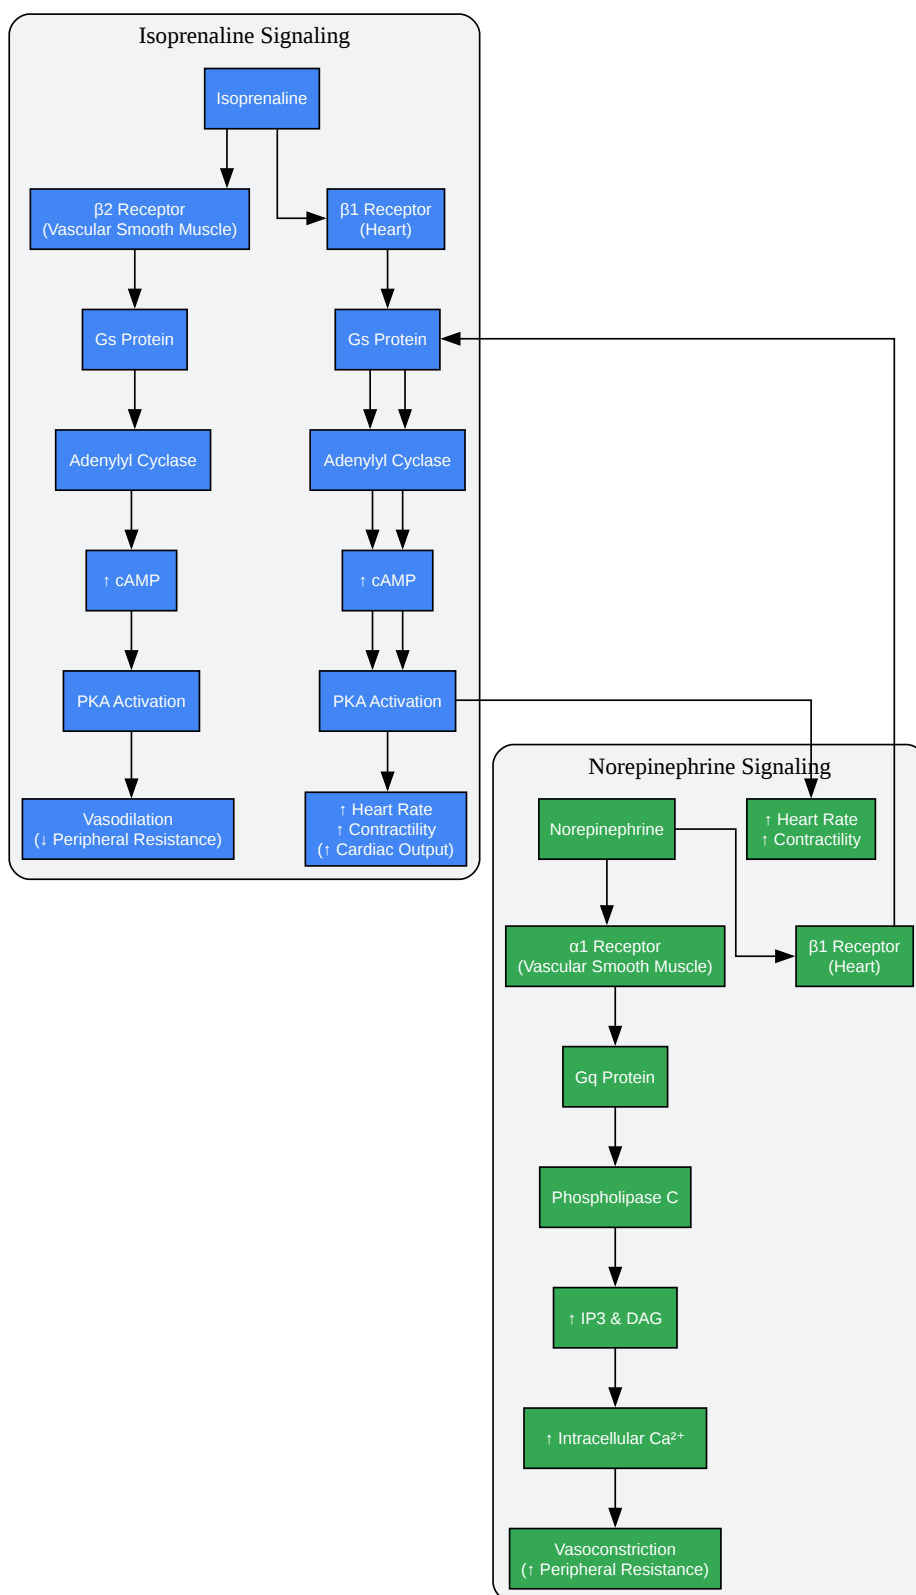 Isoprenaline Signaling
Isoprenaline
β2 Receptor
(Vascular Smooth Muscle)
β1 Receptor
(Heart)
Gs Protein
Gs Protein
Adenylyl Cyclase
Adenylyl Cyclase
↑ cAMP
↑ cAMP
PKA Activation
PKA Activation
Vasodilation
(↓ Peripheral Resistance)
↑ Heart Rate
↑ Contractility
(↑ Cardiac Output)
Norepinephrine Signaling
Norepinephrine
↑ Heart Rate
↑ Contractility
α1 Receptor
(Vascular Smooth Muscle)
β1 Receptor
(Heart)
Gq Protein
Phospholipase C
↑ IP3 & DAG
↑ Intracellular Ca²⁺
Vasoconstriction
(↑ Peripheral Resistance)